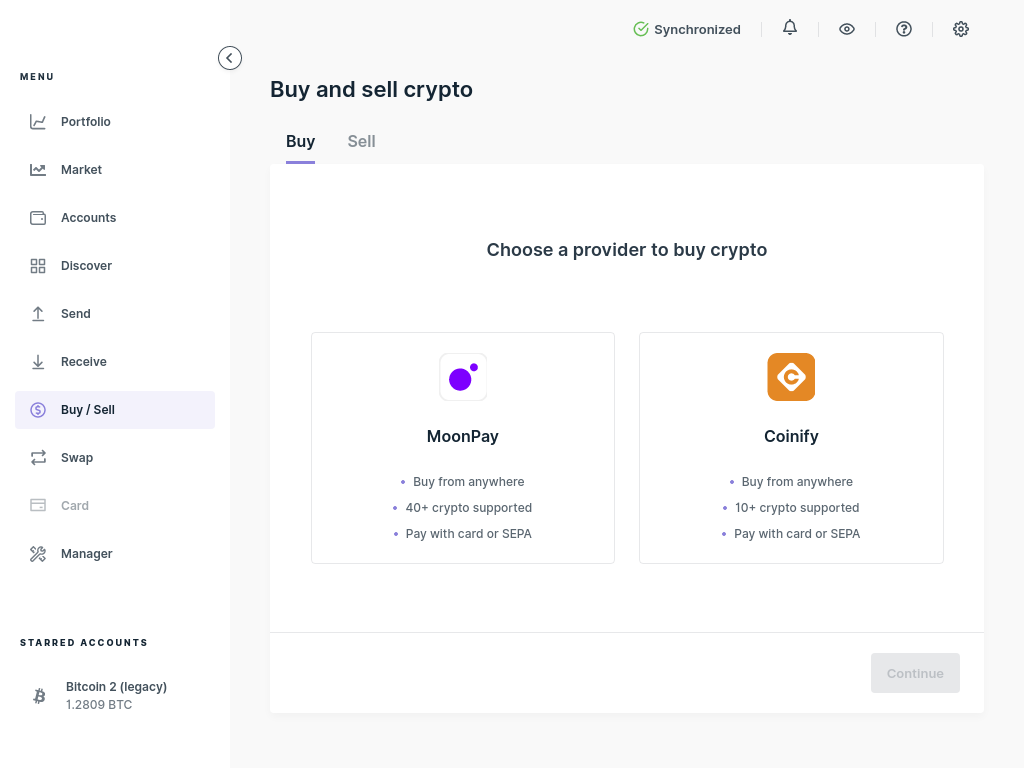 Synchronized
MENU
Portfolio
Market
Accounts
Discover
Send
Receive
Buy / Sell
Swap
Card
Manager
STARRED ACCOUNTS
Bitcoin 2 (legacy)
1.2809 BTC
Buy and sell crypto
Buy
Sell
Choose a provider to buy crypto
MoonPay
• Buy from anywhere
• 40+ crypto supported
• Pay with card or SEPA
Coinify
• Buy from anywhere
• 10+ crypto supported
• Pay with card or SEPA
Continue